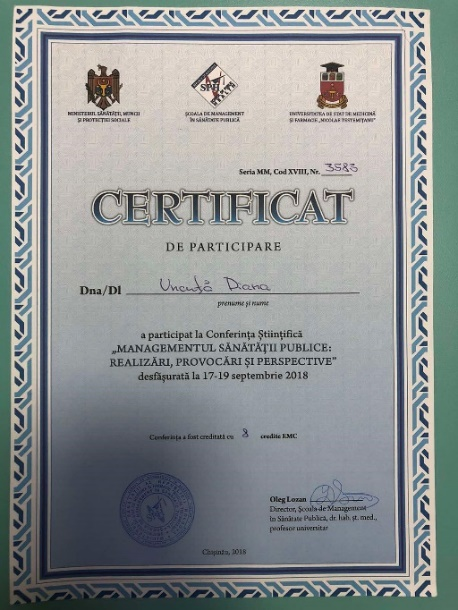 MINISTERUL SĂNĂTĂȚII, MUNCII
ȘI PROTECȚIEI SOCIALE
SPH
ȘCOALA DE MANAGEMENT
ÎN SĂNĂTATE PUBLICĂ
UNIVERSITATEA DE STAT DE MEDICINĂ
ȘI FARMACIE „NICOLAE TESTEMIȚANU”
Seria MM, Cod XVIII, Nr. 3583
CERTIFICAT
DE PARTICIPARE
Dna/Dl Uncuță Diana
prenume și nume
a participat la Conferința Științifică
„MANAGEMENTUL SĂNĂTĂȚII PUBLICE:
REALIZĂRI, PROVOCĂRI ȘI PERSPECTIVE”
desfășurată la 17-19 septembrie 2018
Conferința a fost creditată cu 8 credite EMC
Oleg Lozan
Director, Școala de Management
în Sănătate Publică, dr. hab. șt. med.,
profesor universitar
Chișinău, 2018